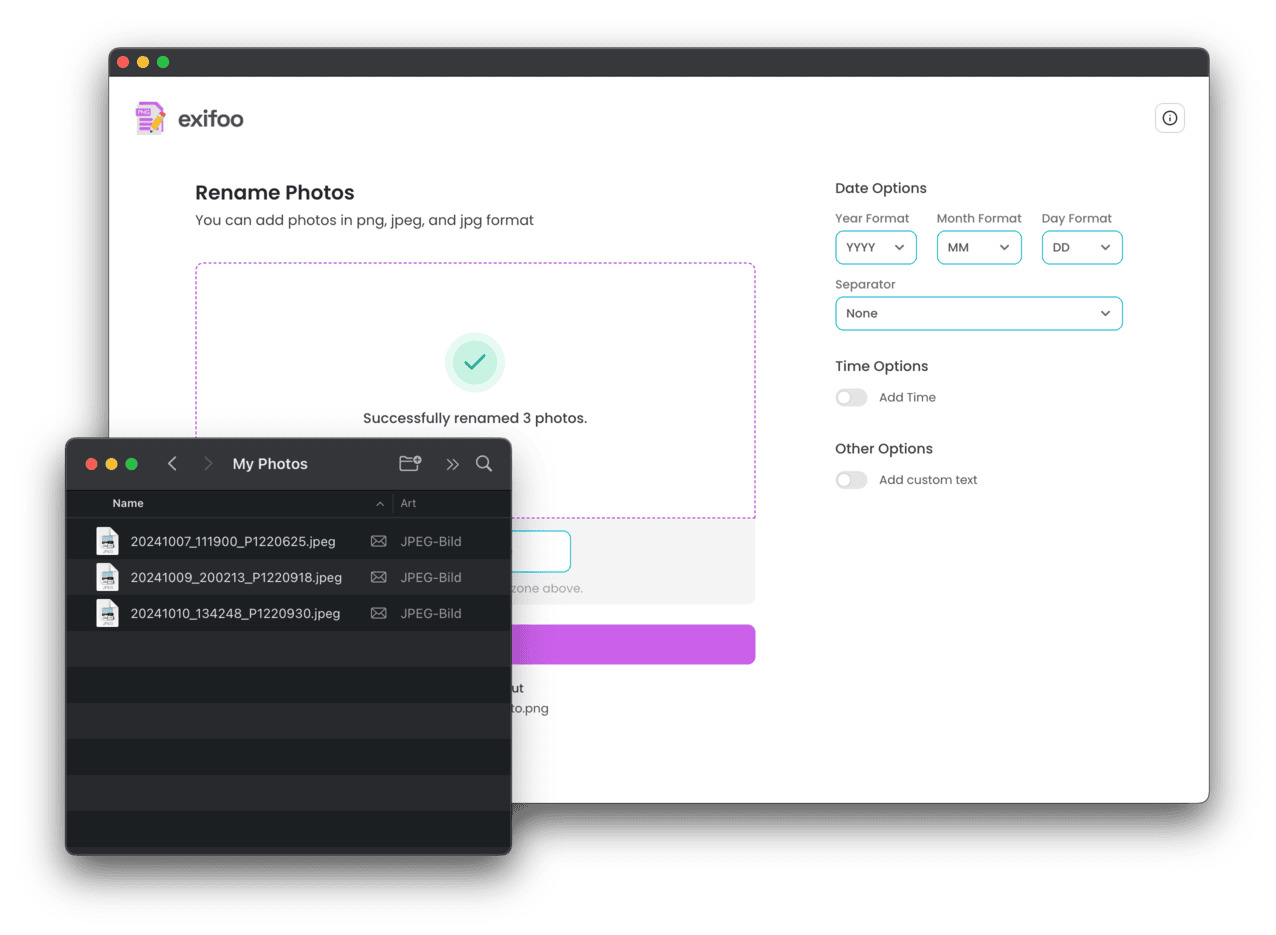 exifoo
Rename Photos
You can add photos in png, jpeg, and jpg format
Successfully renamed 3 photos.
zone above.
ut
to.png
Date Options
Year Format Month Format Day Format
YYYY MM DD
Separator
None
Time Options
Add Time
Other Options
Add custom text
My Photos
Name Art
20241007_111900_P1220625.jpeg JPEG-Bild
20241009_200213_P1220918.jpeg JPEG-Bild
20241010_134248_P1220930.jpeg JPEG-Bild